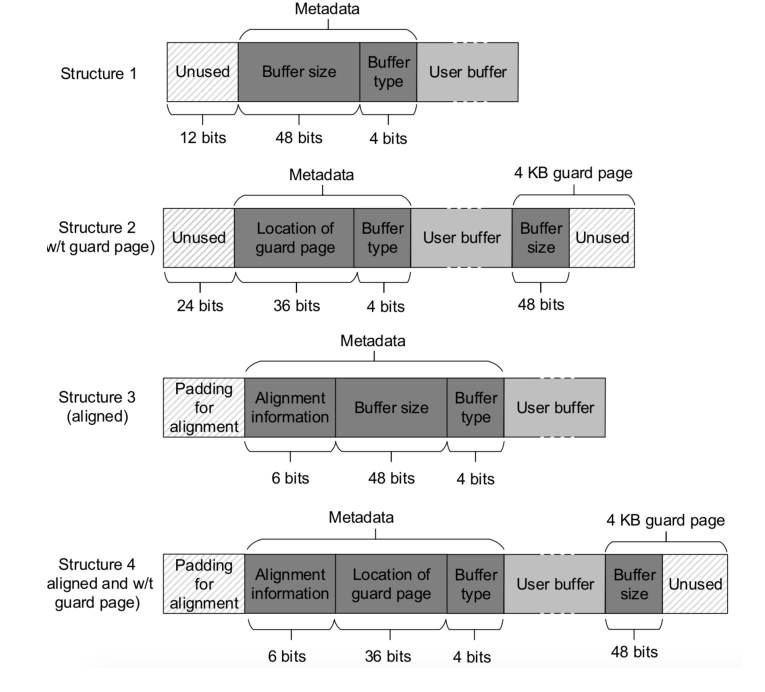 Metadata
Structure 1
Unused
Buffer size
Buffer
type
User buffer
12 bits
48 bits
4 bits
Metadata
4 KB guard page
Structure 2
w/t guard page)
Unused
Location of
guard page
Buffer
type
User buffer
Buffer
size
Unused
24 bits
36 bits
4 bits
48 bits
Metadata
Structure 3
(aligned)
Padding
for
alignment
Alignment
information
Buffer size
Buffer
type
User buffer
6 bits
48 bits
4 bits
Metadata
4 KB guard page
Structure 4
aligned and w/t
guard page)
Padding
for
alignment
Alignment
information
Location of
guard page
Buffer
type
User buffer
Buffer
size
Unused
6 bits
36 bits
4 bits
48 bits